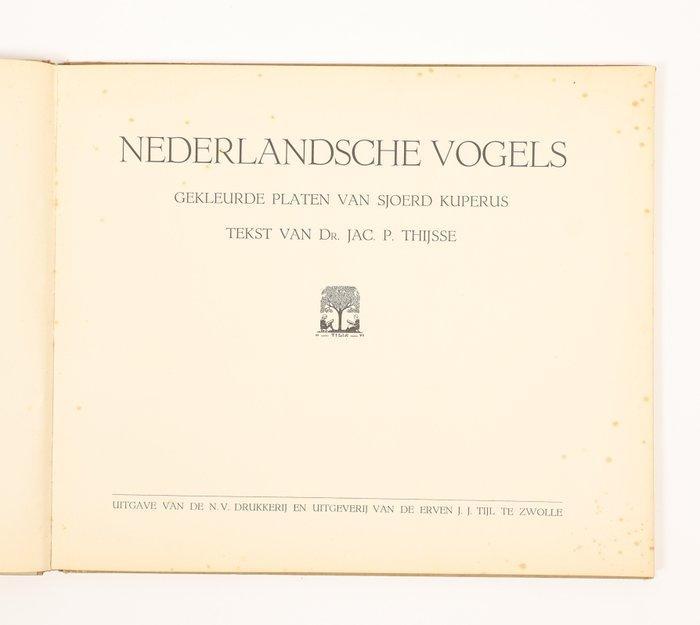 NEDERLANDSCHE VOGELS
GEKLEURDE PLATEN VAN SJOERD KUPERUS
TEKST VAN DR. JAC. P. THIJSSE
UITGAVE VAN DE N.V. DRUKKERIJ EN UITGEVERIJ VAN DE ERVEN J. J. TIJL TE ZWOLLE